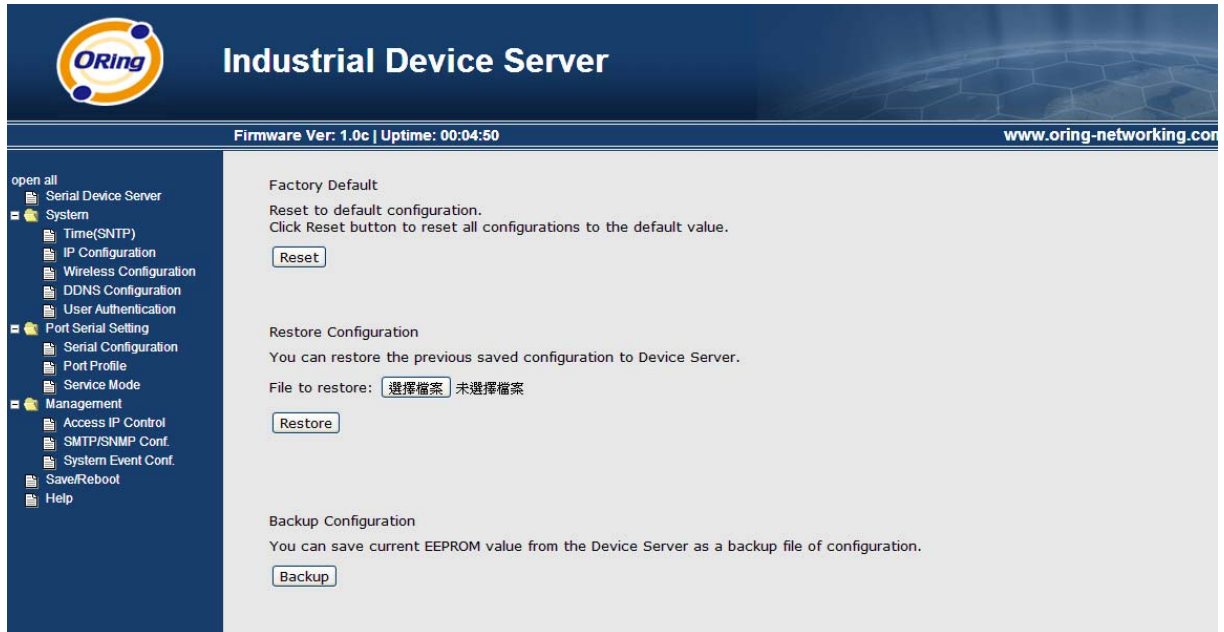 ORing
Industrial Device Server
Firmware Ver: 1.0c | Uptime: 00:04:50
www.oring-networking.com
open all
Serial Device Server
System
Time(SNTP)
IP Configuration
Wireless Configuration
DDNS Configuration
User Authentication
Port Serial Setting
Serial Configuration
Port Profile
Service Mode
Management
Access IP Control
SMTP/SNMP Conf.
System Event Conf.
Save/Reboot
Help
Factory Default
Reset to default configuration.
Click Reset button to reset all configurations to the default value.
Reset
Restore Configuration
You can restore the previous saved configuration to Device Server.
File to restore: 選擇檔案 未選擇檔案
Restore
Backup Configuration
You can save current EEPROM value from the Device Server as a backup file of configuration.
Backup